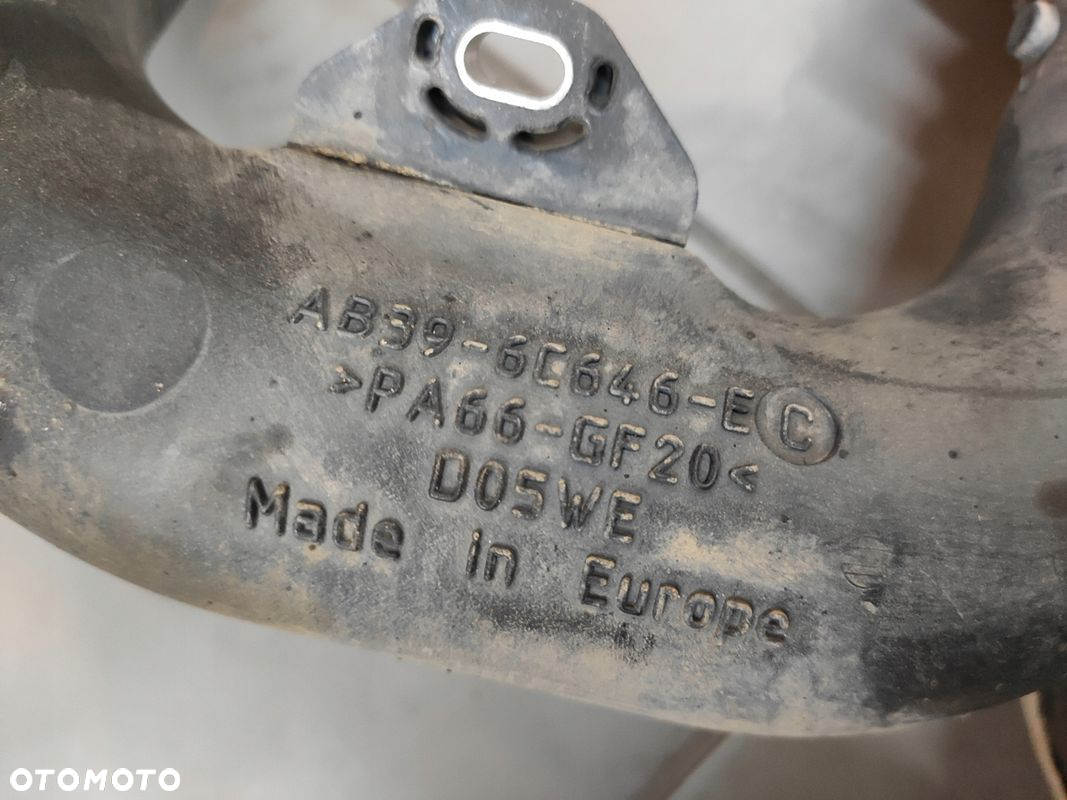 AB39-6C646-EC
>PA66-GF20<
D05WE
Made in Europe
OTOMOTO